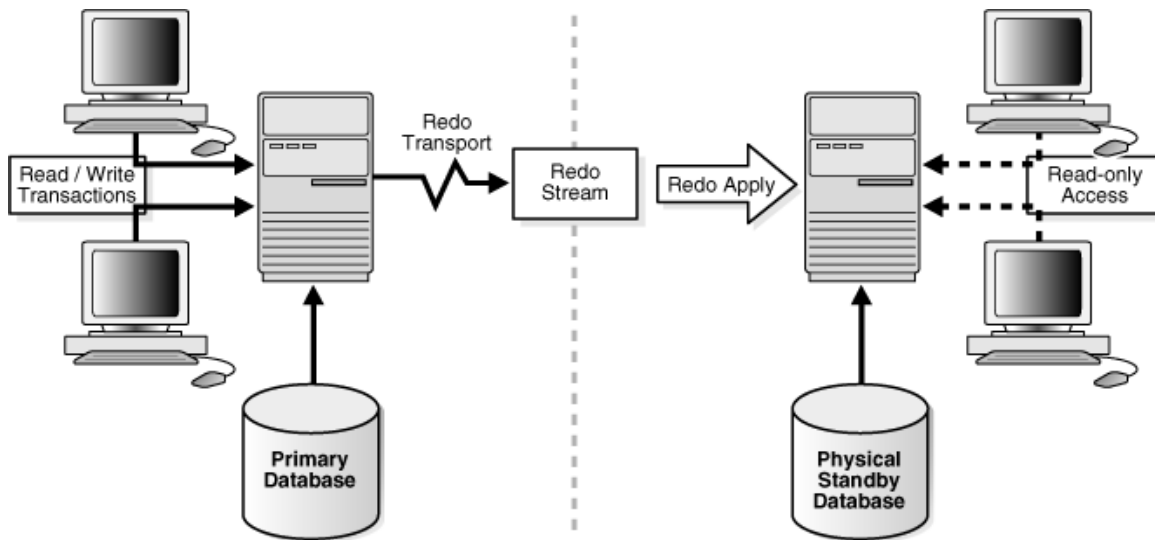 Read / Write
Transactions
Redo
Transport
Redo
Stream
Redo Apply
Read-only
Access
Primary
Database
Physical
Standby
Database